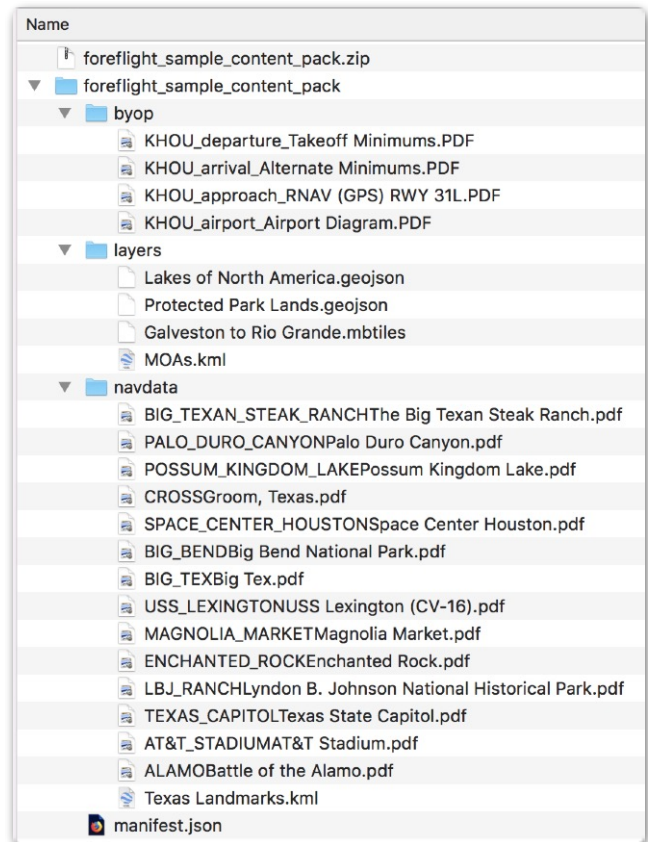 Name
foreflight_sample_content_pack.zip
foreflight_sample_content_pack
byop
KHOU_departure_Takeoff Minimums.PDF
KHOU_arrival_Alternate Minimums.PDF
KHOU_approach_RNAV (GPS) RWY 31L.PDF
KHOU_airport_Airport Diagram.PDF
layers
Lakes of North America.geojson
Protected Park Lands.geojson
Galveston to Rio Grande.mbtiles
MOAs.kml
navdata
BIG_TEXAN_STEAK_RANCHThe Big Texan Steak Ranch.pdf
PALO_DURO_CANYONPalo Duro Canyon.pdf
POSSUM_KINGDOM_LAKEPossum Kingdom Lake.pdf
CROSSGroom, Texas.pdf
SPACE_CENTER_HOUSTONSpace Center Houston.pdf
BIG_BENDBig Bend National Park.pdf
BIG_TEXBig Tex.pdf
USS_LEXINGTONUSS Lexington (CV-16).pdf
MAGNOLIA_MARKETMagnolia Market.pdf
ENCHANTED_ROCKEnchanted Rock.pdf
LBJ_RANCHLyndon B. Johnson National Historical Park.pdf
TEXAS_CAPITOLTexas State Capitol.pdf
AT&T_STADIUMAT&T Stadium.pdf
ALAMOBattle of the Alamo.pdf
Texas Landmarks.kml
manifest.json